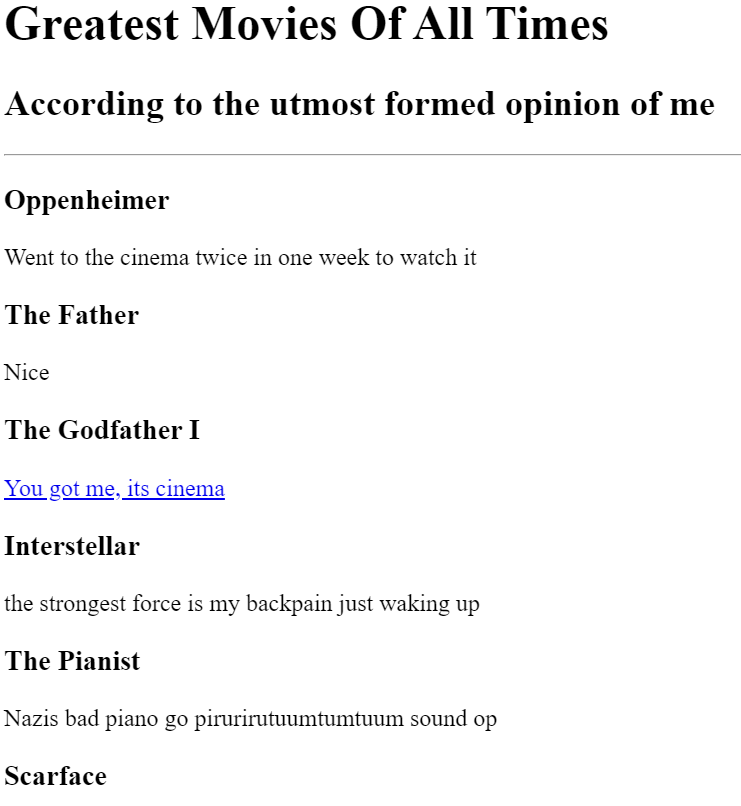 Greatest Movies Of All Times
According to the utmost formed opinion of me
Oppenheimer
Went to the cinema twice in one week to watch it
The Father
Nice
The Godfather I
You got me, its cinema
Interstellar
the strongest force is my backpain just waking up
The Pianist
Nazis bad piano go pirurirutuumtumtuum sound op
Scarface